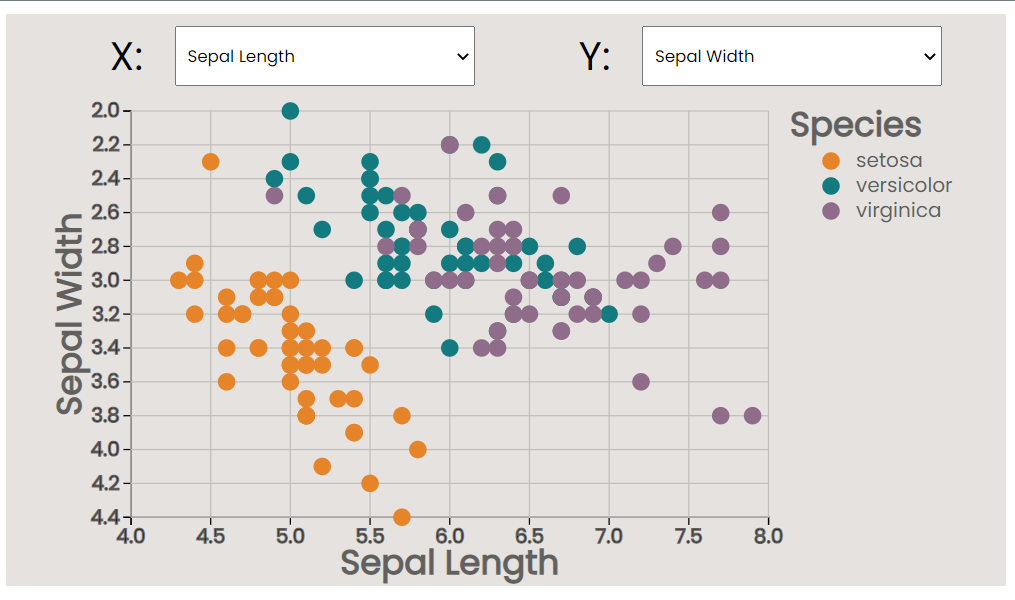 X: Sepal Length Y: Sepal Width
Species
setosa
versicolor
virginica
Sepal Width
2.0
2.2
2.4
2.6
2.8
3.0
3.2
3.4
3.6
3.8
4.0
4.2
4.4
4.0 4.5 5.0 5.5 6.0 6.5 7.0 7.5 8.0
Sepal Length